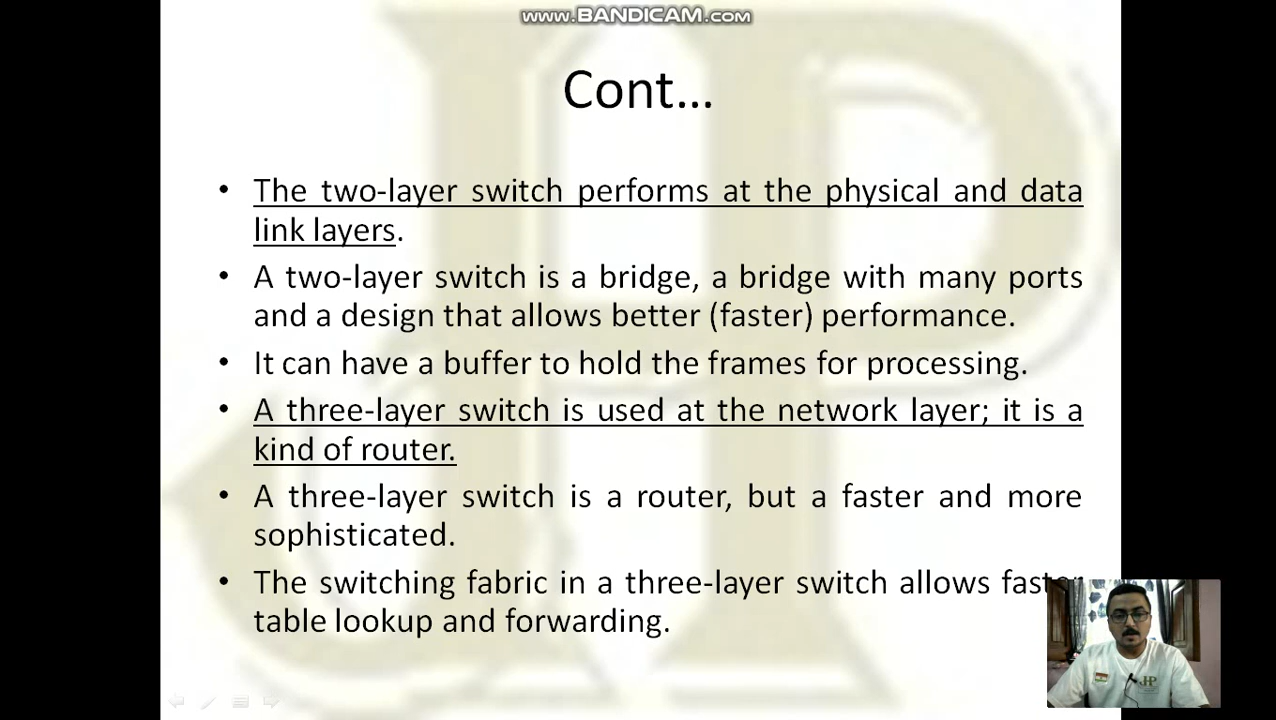 www.BANDICAM.com
Cont…
• The two-layer switch performs at the physical and data
link layers.
• A two-layer switch is a bridge, a bridge with many ports
and a design that allows better (faster) performance.
• It can have a buffer to hold the frames for processing.
• A three-layer switch is used at the network layer; it is a
kind of router.
• A three-layer switch is a router, but a faster and more
sophisticated.
• The switching fabric in a three-layer switch allows faster
table lookup and forwarding.
JHP